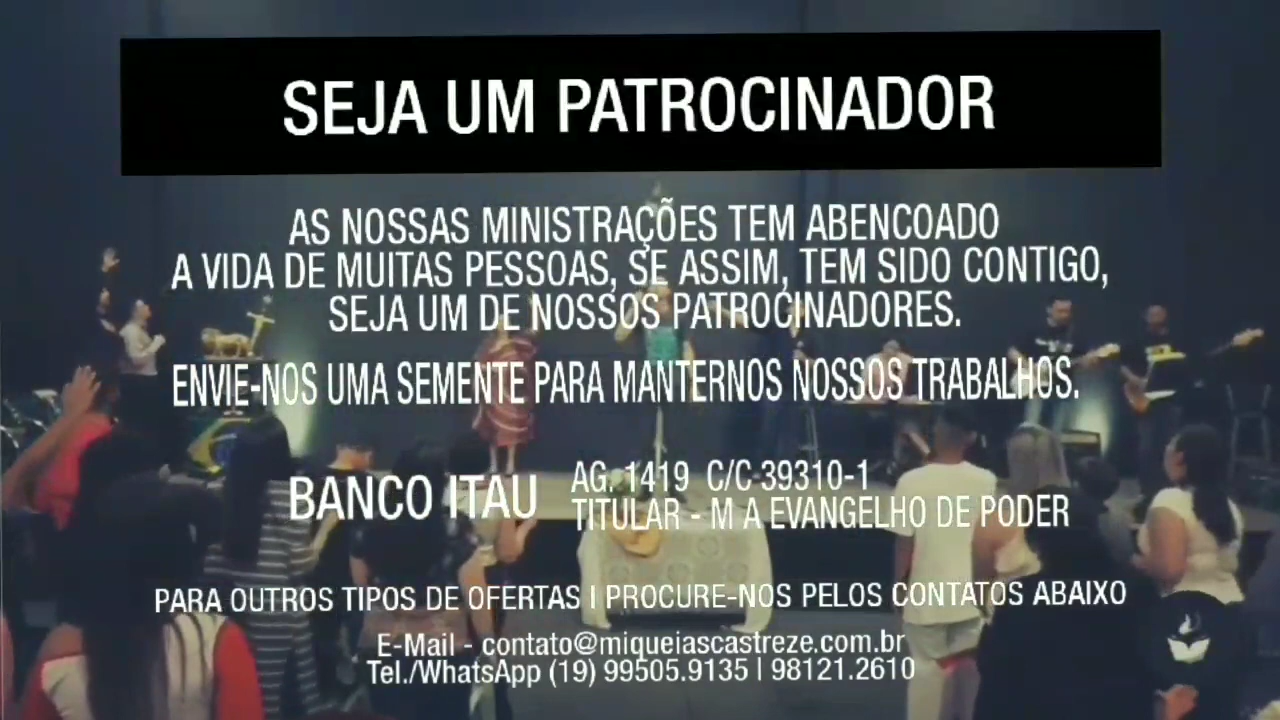 SEJA UM PATROCINADOR
AS NOSSAS MINISTRAÇÕES TEM ABENCOADO
A VIDA DE MUITAS PESSOAS, SE ASSIM, TEM SIDO CONTIGO,
SEJA UM DE NOSSOS PATROCINADORES.
ENVIE-NOS UMA SEMENTE PARA MANTERNOS NOSSOS TRABALHOS.
BANCO ITAU
AG. 1419 C/C 39310-1
TITULAR - M A EVANGELHO DE PODER
PARA OUTROS TIPOS DE OFERTAS | PROCURE-NOS PELOS CONTATOS ABAIXO
E-Mail - contato@miqueiascastreze.com.br
Tel./WhatsApp (19) 99505.9135 | 98121.2610